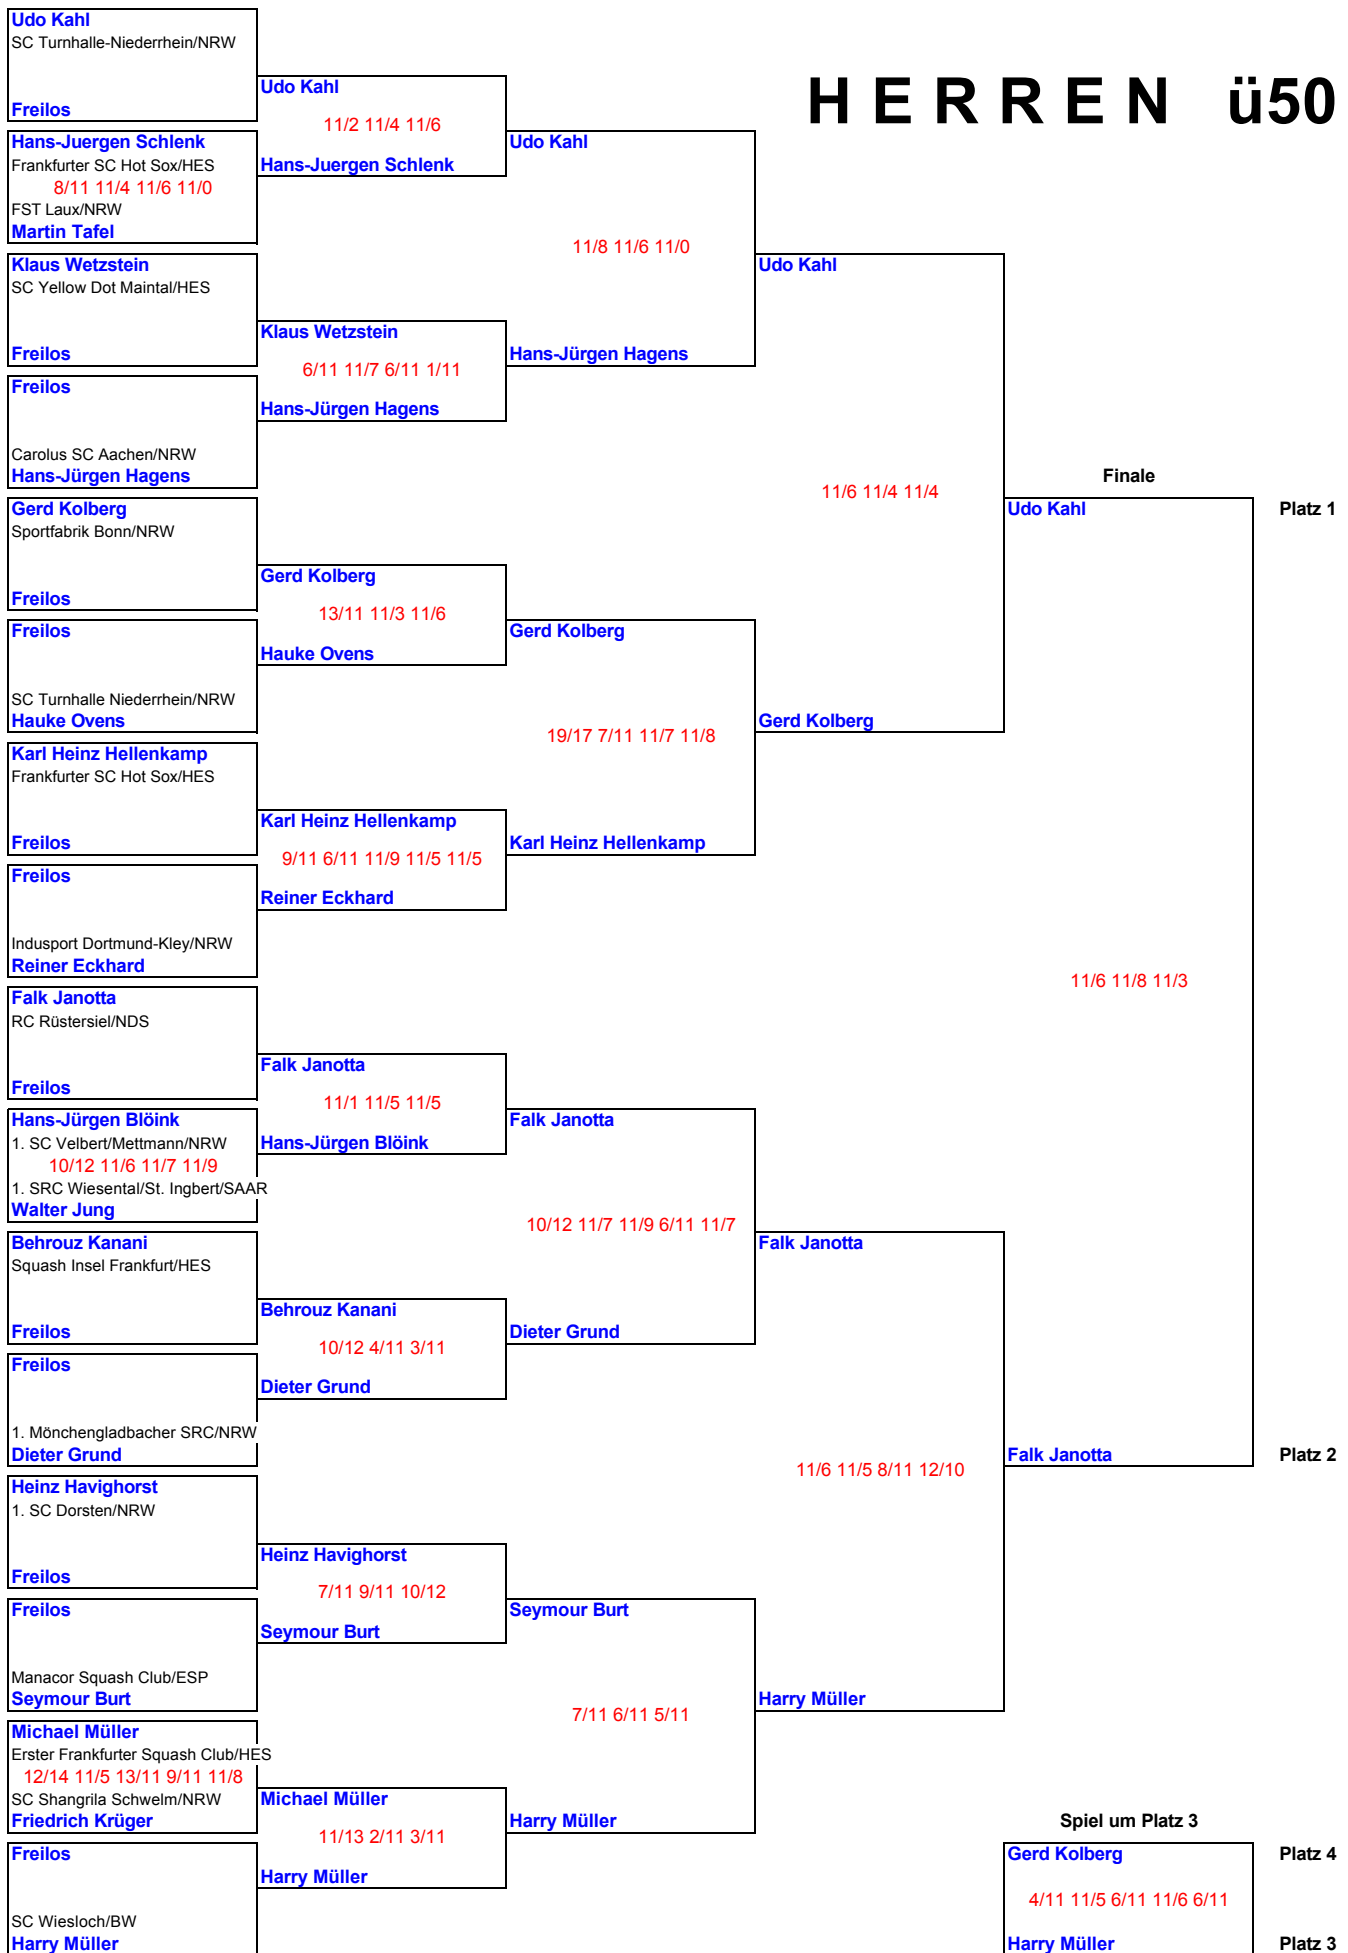 HERREN ü50
Udo Kahl
SC Turnhalle-Niederrhein/NRW
Freilos
Hans-Juergen Schlenk
Frankfurter SC Hot Sox/HES
8/11 11/4 11/6 11/0
FST Laux/NRW
Martin Tafel
Klaus Wetzstein
SC Yellow Dot Maintal/HES
Freilos
Freilos
Carolus SC Aachen/NRW
Hans-Jürgen Hagens
Gerd Kolberg
Sportfabrik Bonn/NRW
Freilos
Freilos
SC Turnhalle Niederrhein/NRW
Hauke Ovens
Karl Heinz Hellenkamp
Frankfurter SC Hot Sox/HES
Freilos
Freilos
Indusport Dortmund-Kley/NRW
Reiner Eckhard
Falk Janotta
RC Rüstersiel/NDS
Freilos
Hans-Jürgen Blöink
1. SC Velbert/Mettmann/NRW
10/12 11/6 11/7 11/9
1. SRC Wiesental/St. Ingbert/SAAR
Walter Jung
Behrouz Kanani
Squash Insel Frankfurt/HES
Freilos
Freilos
1. Mönchengladbacher SRC/NRW
Dieter Grund
Heinz Havighorst
1. SC Dorsten/NRW
Freilos
Freilos
Manacor Squash Club/ESP
Seymour Burt
Michael Müller
Erster Frankfurter Squash Club/HES
12/14 11/5 13/11 9/11 11/8
SC Shangrila Schwelm/NRW
Friedrich Krüger
Freilos
SC Wiesloch/BW
Harry Müller
Udo Kahl
11/2 11/4 11/6
Hans-Juergen Schlenk
Klaus Wetzstein
6/11 11/7 6/11 1/11
Hans-Jürgen Hagens
Gerd Kolberg
13/11 11/3 11/6
Hauke Ovens
Karl Heinz Hellenkamp
9/11 6/11 11/9 11/5 11/5
Reiner Eckhard
Falk Janotta
11/1 11/5 11/5
Hans-Jürgen Blöink
Behrouz Kanani
10/12 4/11 3/11
Dieter Grund
Heinz Havighorst
7/11 9/11 10/12
Seymour Burt
Michael Müller
11/13 2/11 3/11
Harry Müller
Udo Kahl
11/8 11/6 11/0
Hans-Jürgen Hagens
Gerd Kolberg
19/17 7/11 11/7 11/8
Karl Heinz Hellenkamp
Falk Janotta
10/12 11/7 11/9 6/11 11/7
Dieter Grund
Seymour Burt
7/11 6/11 5/11
Harry Müller
Udo Kahl
11/6 11/4 11/4
Gerd Kolberg
Falk Janotta
11/6 11/5 8/11 12/10
Harry Müller
Finale
Udo Kahl Platz 1
11/6 11/8 11/3
Falk Janotta Platz 2
Spiel um Platz 3
Gerd Kolberg Platz 4
4/11 11/5 6/11 11/6 6/11
Harry Müller Platz 3